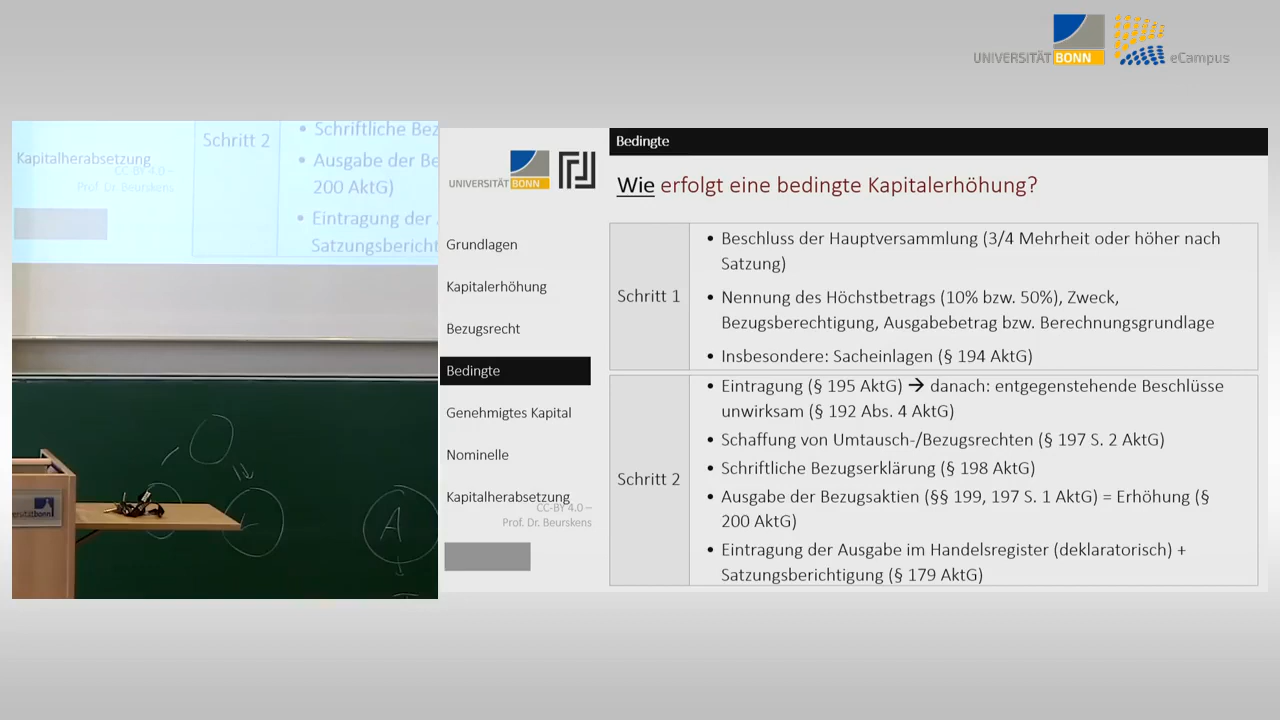 UNIVERSITÄT BONN
eCampus
Schritt 2
Schriftliche Bez
Kapitalherabsetzung
CC BY 4.0 –
Prof. Dr. Beurskens
• Ausgabe der Be
200 AktG)
• Eintragung der
Satzungsbericht
A
UNIVERSITÄT BONN
Grundlagen
Kapitalerhöhung
Bezugsrecht
Bedingte
Genehmigtes Kapital
Nominelle
Kapitalherabsetzung
CC-BY 4.0 –
Prof. Dr. Beurskens
Bedingte
Wie erfolgt eine bedingte Kapitalerhöhung?
Schritt 1
• Beschluss der Hauptversammlung (3/4 Mehrheit oder höher nach
Satzung)
• Nennung des Höchstbetrags (10% bzw. 50%), Zweck,
Bezugsberechtigung, Ausgabebetrag bzw. Berechnungsgrundlage
• Insbesondere: Sacheinlagen (§ 194 AktG)
Schritt 2
• Eintragung (§ 195 AktG) → danach: entgegenstehende Beschlüsse
unwirksam (§ 192 Abs. 4 AktG)
• Schaffung von Umtausch-/Bezugsrechten (§ 197 S. 2 AktG)
• Schriftliche Bezugserklärung (§ 198 AktG)
• Ausgabe der Bezugsaktien (§§ 199, 197 S. 1 AktG) = Erhöhung (§
200 AktG)
• Eintragung der Ausgabe im Handelsregister (deklaratorisch) +
Satzungsberichtigung (§ 179 AktG)